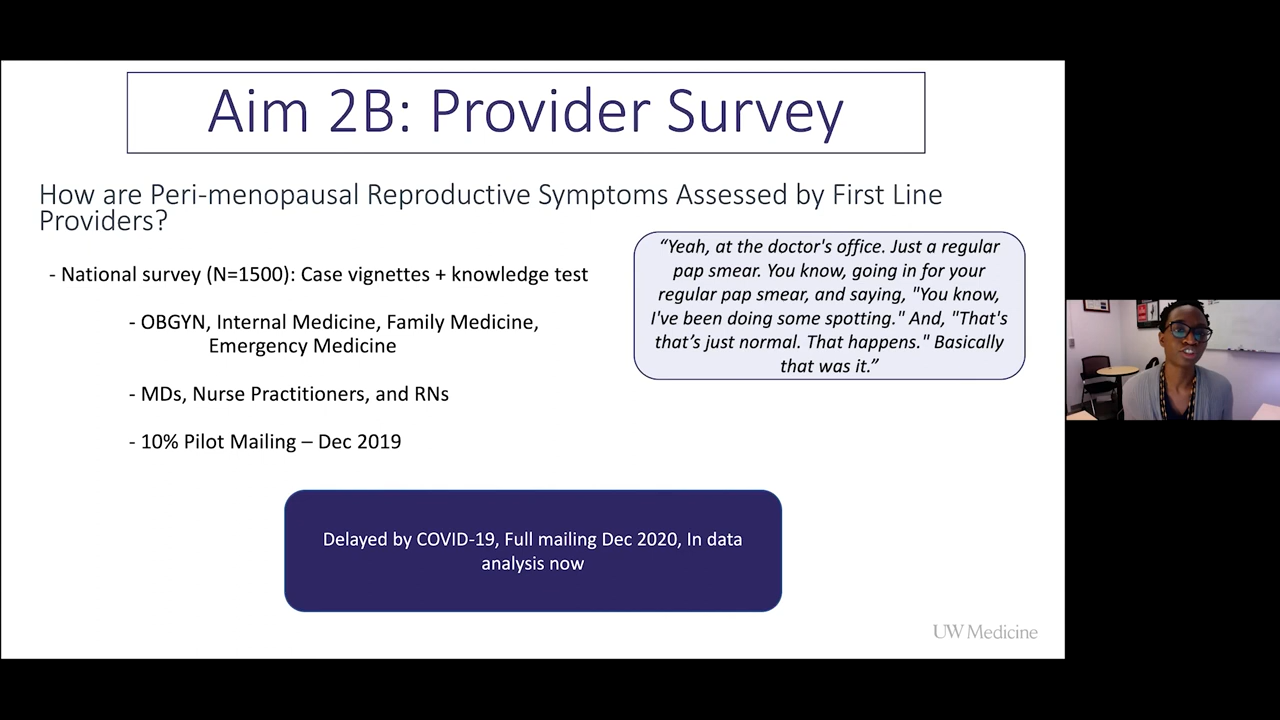 Aim 2B: Provider Survey
How are Peri-menopausal Reproductive Symptoms Assessed by First Line
Providers?
- National survey (N=1500): Case vignettes + knowledge test
- OBGYN, Internal Medicine, Family Medicine,
Emergency Medicine
- MDs, Nurse Practitioners, and RNs
- 10% Pilot Mailing – Dec 2019
“Yeah, at the doctor's office. Just a regular
pap smear. You know, going in for your
regular pap smear, and saying, "You know,
I've been doing some spotting." And, "That's
that’s just normal. That happens." Basically
that was it.”
Delayed by COVID-19, Full mailing Dec 2020, In data
analysis now
UW Medicine